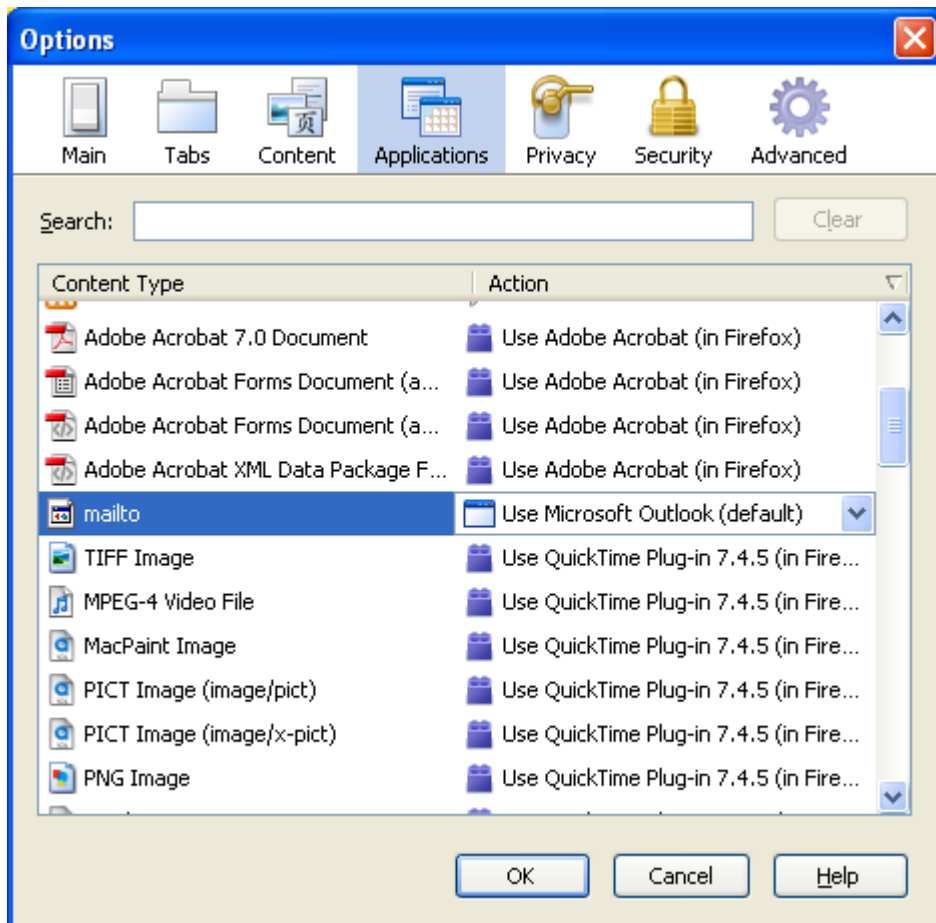 Options
Main Tabs Content Applications Privacy Security Advanced
页
Search: Clear
Content Type Action
Adobe Acrobat 7.0 Document Use Adobe Acrobat (in Firefox)
Adobe Acrobat Forms Document (a... Use Adobe Acrobat (in Firefox)
Adobe Acrobat Forms Document (a... Use Adobe Acrobat (in Firefox)
Adobe Acrobat XML Data Package F... Use Adobe Acrobat (in Firefox)
mailto Use Microsoft Outlook (default)
TIFF Image Use QuickTime Plug-in 7.4.5 (in Fire...
MPEG-4 Video File Use QuickTime Plug-in 7.4.5 (in Fire...
MacPaint Image Use QuickTime Plug-in 7.4.5 (in Fire...
PICT Image (image/pict) Use QuickTime Plug-in 7.4.5 (in Fire...
PICT Image (image/x-pict) Use QuickTime Plug-in 7.4.5 (in Fire...
PNG Image Use QuickTime Plug-in 7.4.5 (in Fire...
OK Cancel Help